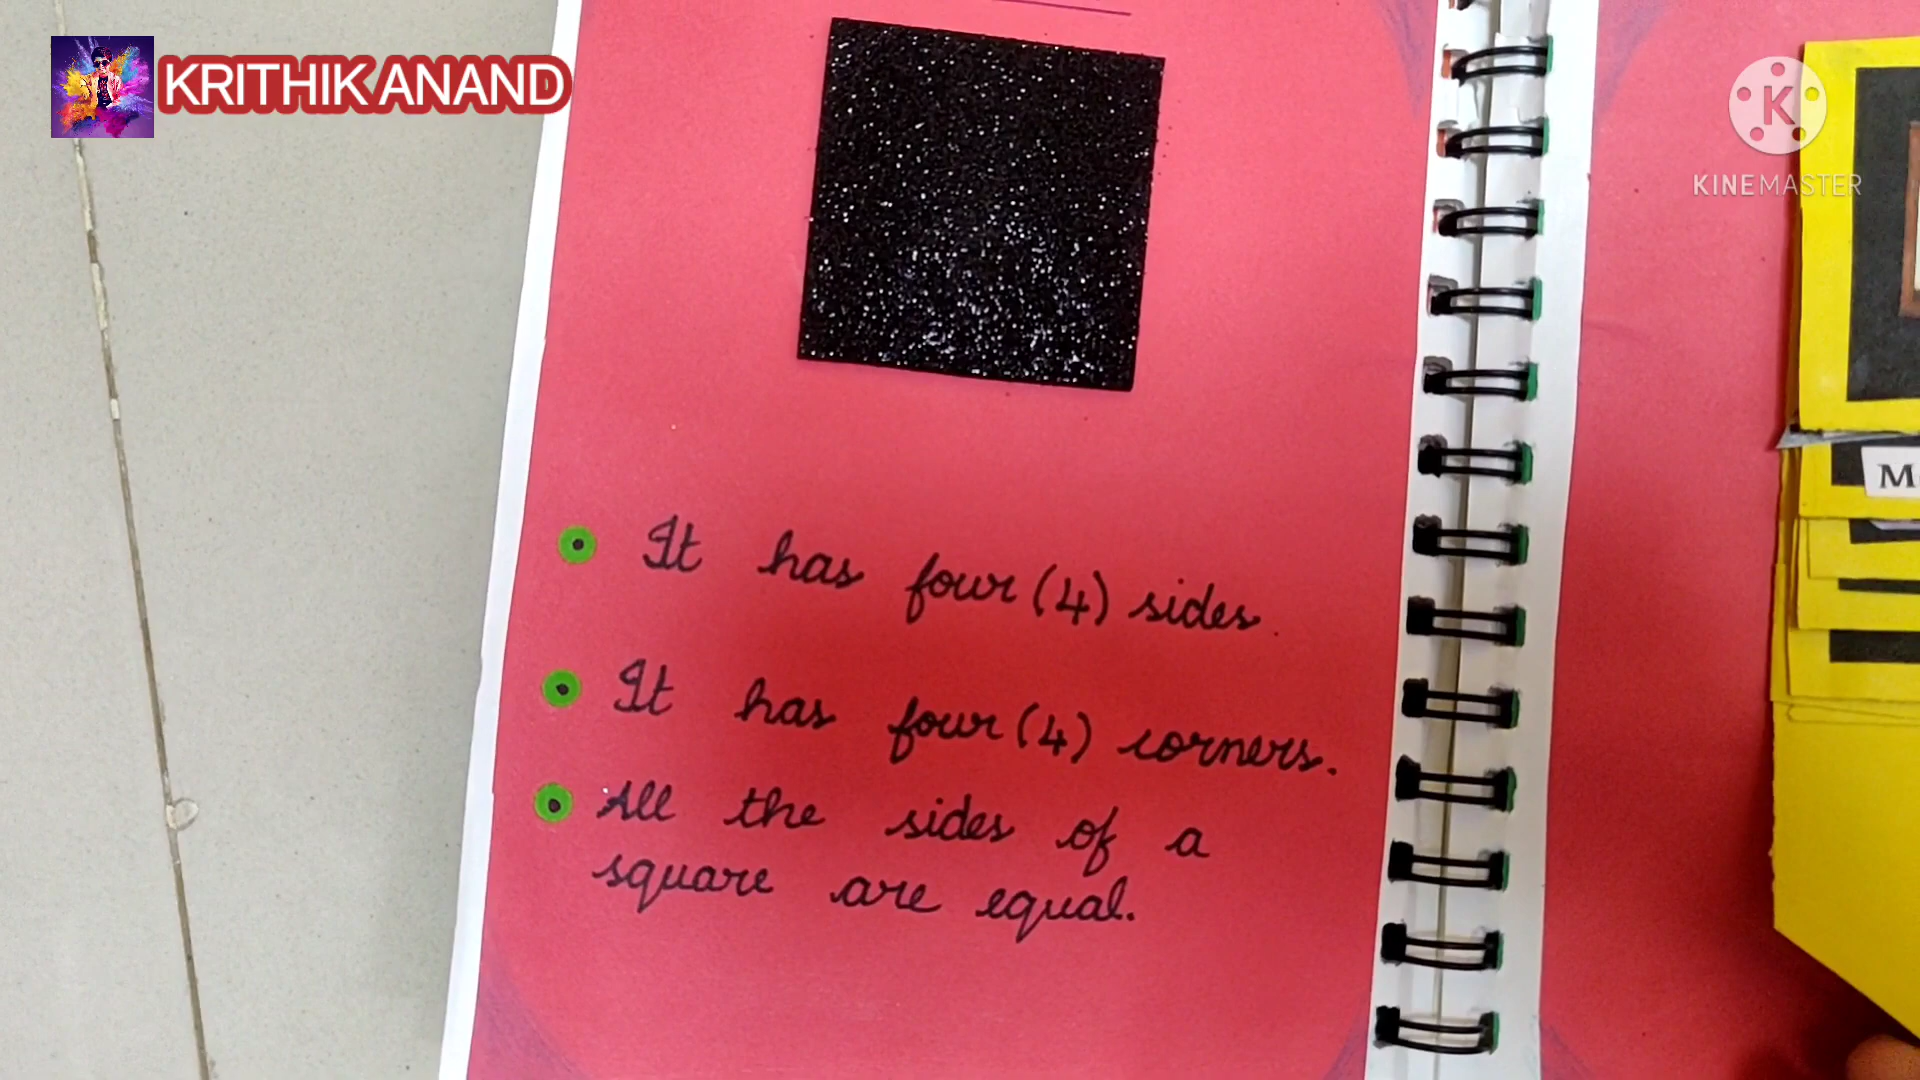 KRITHIK ANAND
KINEMASTER
It has four (4) sides.
It has four (4) corners.
All the sides of a
square are equal.